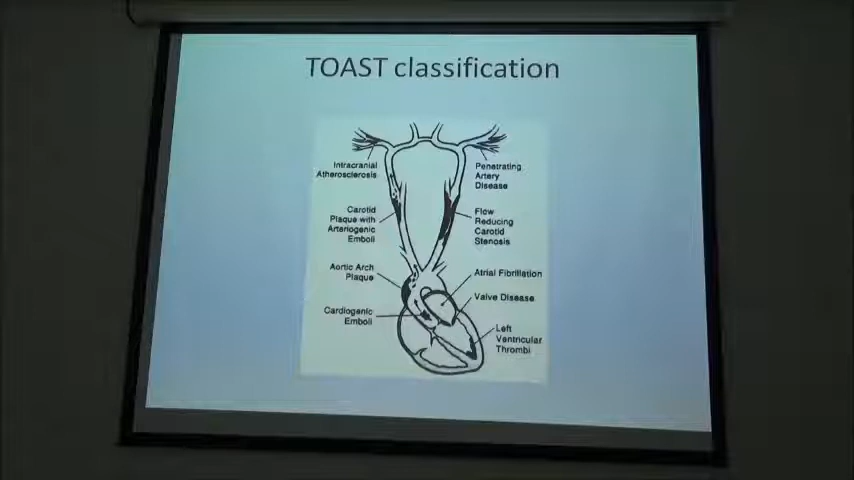 TOAST classification
Intracranial
Atherosclerosis
Penetrating
Artery
Disease
Carotid
Plaque with
Arteriogenic
Emboli
Flow
Reducing
Carotid
Stenosis
Aortic Arch
Plaque
Atrial Fibrillation
Valve Disease
Cardiogenic
Emboli
Left
Ventricular
Thrombi